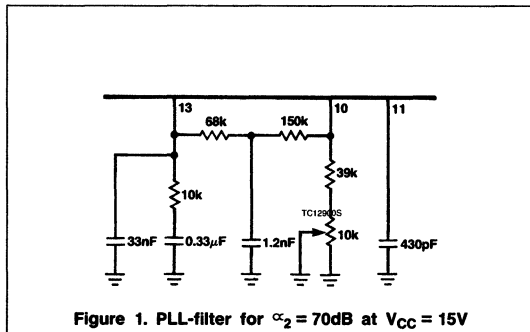 13
10
11
68k
150k
39k
10k
TC12900S
10k
33nF
0.33μF
1.2nF
430pF
Figure 1. PLL-filter for ∝2 = 70dB at VCC = 15V